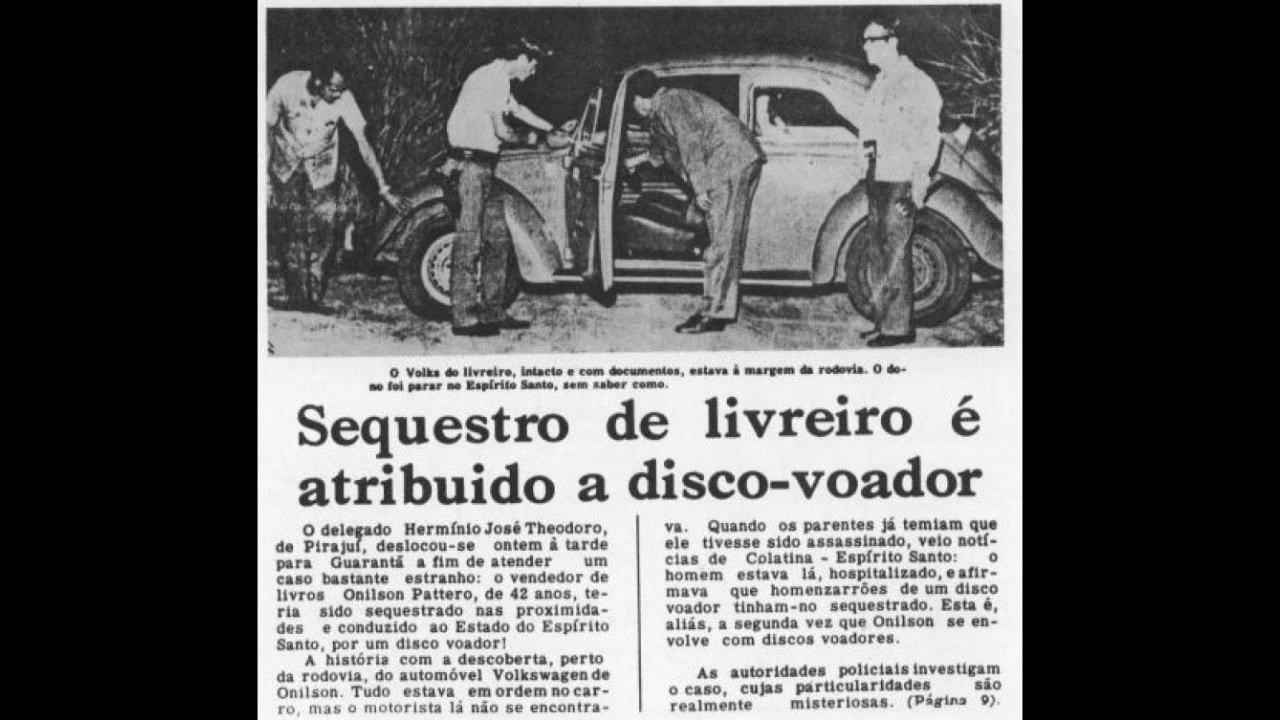 O Volks do livreiro, intacto e com documentos, estava à margem da rodovia. O do-
no foi parar no Espírito Santo, sem saber como.
Sequestro de livreiro é
atribuido a disco-voador
O delegado Hermínio José Theodoro,
de Pirajuí, deslocou-se ontem à tarde
para Guarantã a fim de atender um
caso bastante estranho: o vendedor de
livros Onilson Pattero, de 42 anos, te-
ria sido sequestrado nas proximida-
des e conduzido ao Estado do Espírito
Santo, por um disco voador!
A história com a descoberta, perto
da rodovia, do automóvel Volkswagen de
Onilson. Tudo estava em ordem no car-
ro, mas o motorista lá não se encontra-
va. Quando os parentes já temiam que
ele tivesse sido assassinado, veio notí-
cias de Colatina - Espírito Santo: o
homem estava lá, hospitalizado, e afir-
mava que homenzarrões de um disco
voador tinham-no sequestrado. Esta é,
aliás, a segunda vez que Onilson se en-
volve com discos voadores.
As autoridades policiais investigam
o caso, cujas particularidades são
realmente misteriosas. (Página 9).